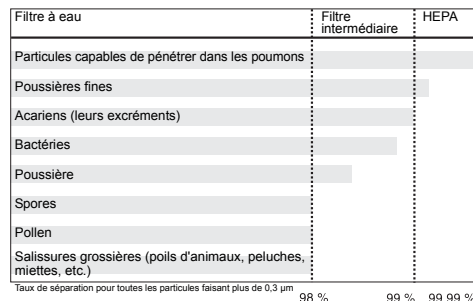 Filtre à eau
Filtre
intermédiaire
HEPA
Particules capables de pénétrer dans les poumons
Poussières fines
Acariens (leurs excréments)
Bactéries
Poussière
Spores
Pollen
Salissures grossières (poils d'animaux, peluches,
miettes, etc.)
Taux de séparation pour toutes les particules faisant plus de 0,3 µm
98 %
99 %
99,99 %